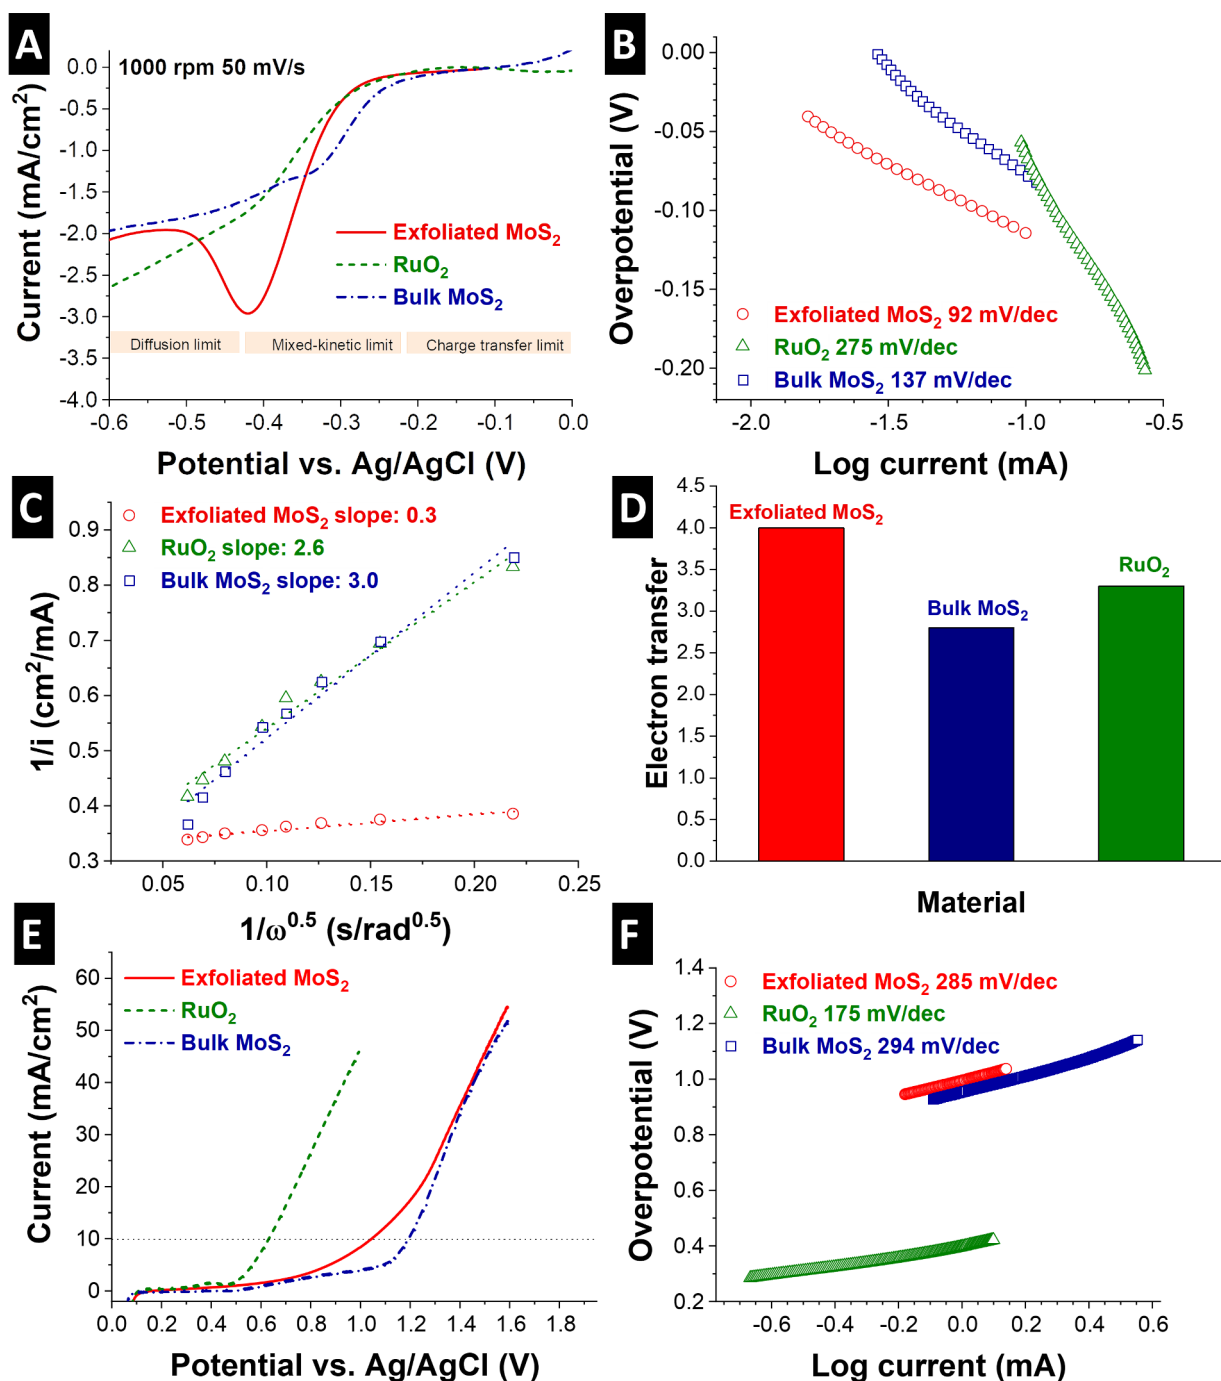 A
1000 rpm 50 mV/s
Current (mA/cm²)
0.0
-0.5
-1.0
-1.5
-2.0
-2.5
-3.0
-3.5
-4.0
Exfoliated MoS₂
RuO₂
Bulk MoS₂
Diffusion limit
Mixed-kinetic limit
Charge transfer limit
-0.6 -0.5 -0.4 -0.3 -0.2 -0.1 0.0
Potential vs. Ag/AgCl (V)
B
Overpotential (V)
0.00
-0.05
-0.10
-0.15
-0.20
Exfoliated MoS₂ 92 mV/dec
RuO₂ 275 mV/dec
Bulk MoS₂ 137 mV/dec
-2.0 -1.5 -1.0 -0.5
Log current (mA)
C
1/i (cm²/mA)
0.9
0.8
0.7
0.6
0.5
0.4
0.3
Exfoliated MoS₂ slope: 0.3
RuO₂ slope: 2.6
Bulk MoS₂ slope: 3.0
0.05 0.10 0.15 0.20 0.25
1/ω⁰·⁵ (s/rad⁰·⁵)
D
Electron transfer
4.5
4.0
3.5
3.0
2.5
2.0
1.5
1.0
0.5
0.0
Exfoliated MoS₂
Bulk MoS₂
RuO₂
Material
E
Current (mA/cm²)
60
50
40
30
20
10
0
Exfoliated MoS₂
RuO₂
Bulk MoS₂
0.0 0.2 0.4 0.6 0.8 1.0 1.2 1.4 1.6 1.8
Potential vs. Ag/AgCl (V)
F
Overpotential (V)
1.4
1.2
1.0
0.8
0.6
0.4
0.2
Exfoliated MoS₂ 285 mV/dec
RuO₂ 175 mV/dec
Bulk MoS₂ 294 mV/dec
-0.6 -0.3 0.0 0.3 0.6
Log current (mA)